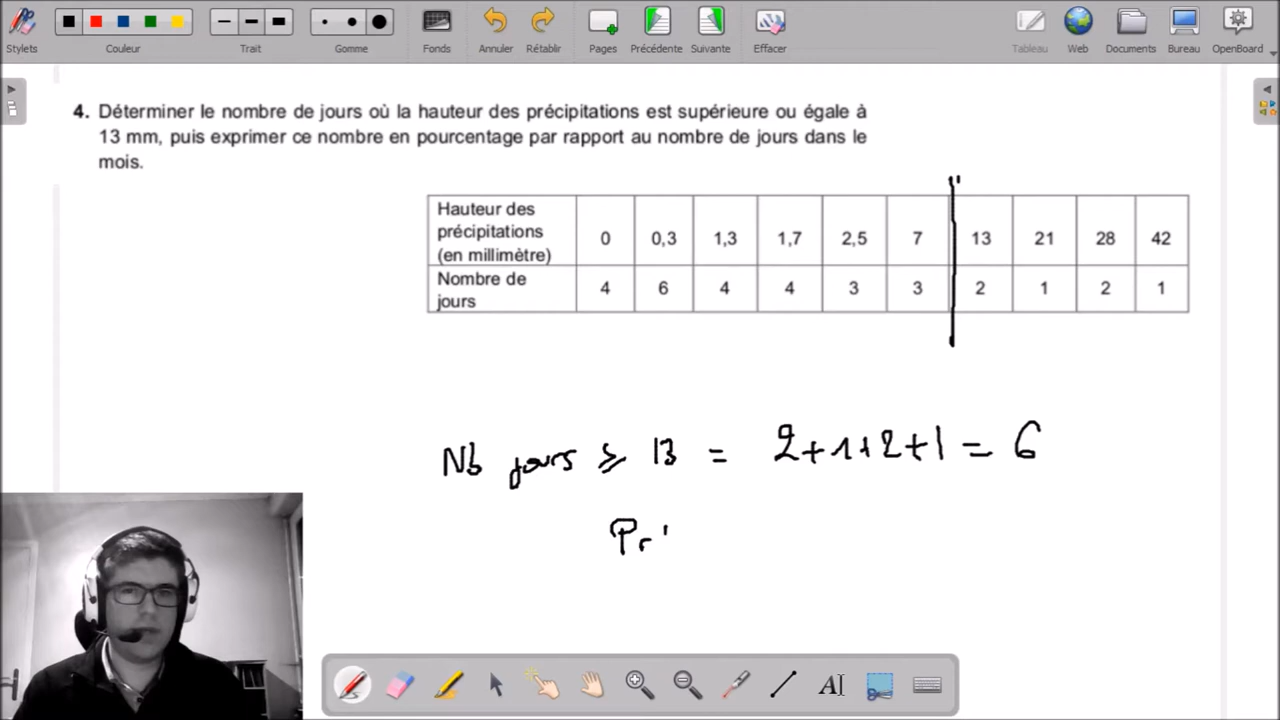 Stylets
Couleur
Trait
Gomme
Fonds
Annuler
Rétablir
Pages
Précédente
Suivante
Effacer
Tableau
Web
Documents
Bureau
OpenBoard
4. Déterminer le nombre de jours où la hauteur des précipitations est supérieure ou égale à
13 mm, puis exprimer ce nombre en pourcentage par rapport au nombre de jours dans le
mois.
Hauteur des
précipitations
(en millimètre)
0 0,3 1,3 1,7 2,5 7 13 21 28 42
Nombre de
jours
4 6 4 4 3 3 2 1 2 1
Nb jours ≥ 13 = 2+1+2+1 = 6
Pr
AI